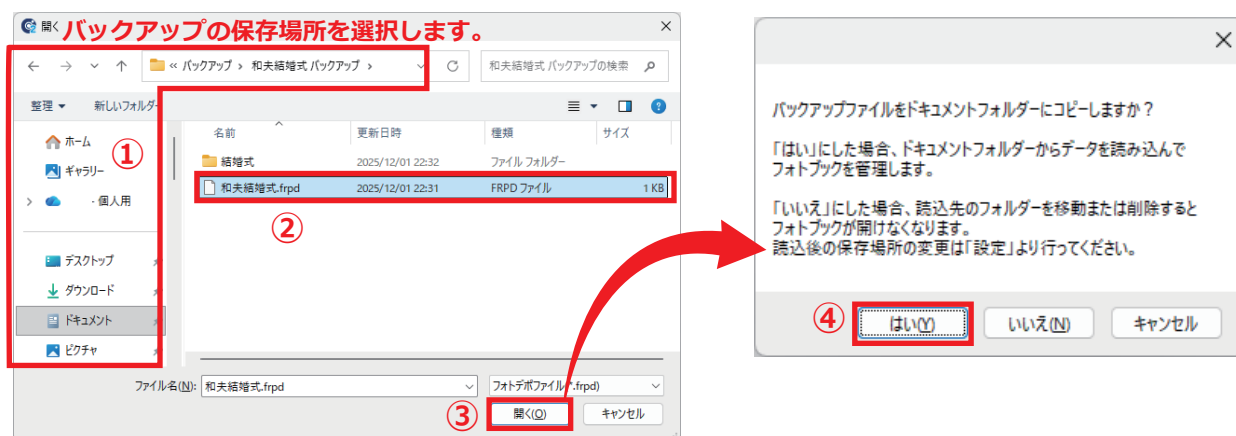 開く
バックアップの保存場所を選択します。
« バックアップ › 和夫結婚式 バックアップ ›
和夫結婚式 バックアップの検索
整理 新しいフォルダー
名前 更新日時 種類 サイズ
ホーム
①
ギャラリー
- 個人用
結婚式 2025/12/01 22:32 ファイル フォルダー
和夫結婚式.frpd 2025/12/01 22:31 FRPD ファイル 1 KB
②
デスクトップ
ダウンロード
ドキュメント
ピクチャ
ファイル名(N): 和夫結婚式.frpd フォトデポファイル(*.frpd)
③ 開く(O) キャンセル
バックアップファイルをドキュメントフォルダーにコピーしますか？
「はい」にした場合、ドキュメントフォルダーからデータを読み込んで
フォトブックを管理します。
「いいえ」にした場合、読込先のフォルダーを移動または削除すると
フォトブックが開けなくなります。
読込後の保存場所の変更は「設定」より行ってください。
④ はい(Y) いいえ(N) キャンセル